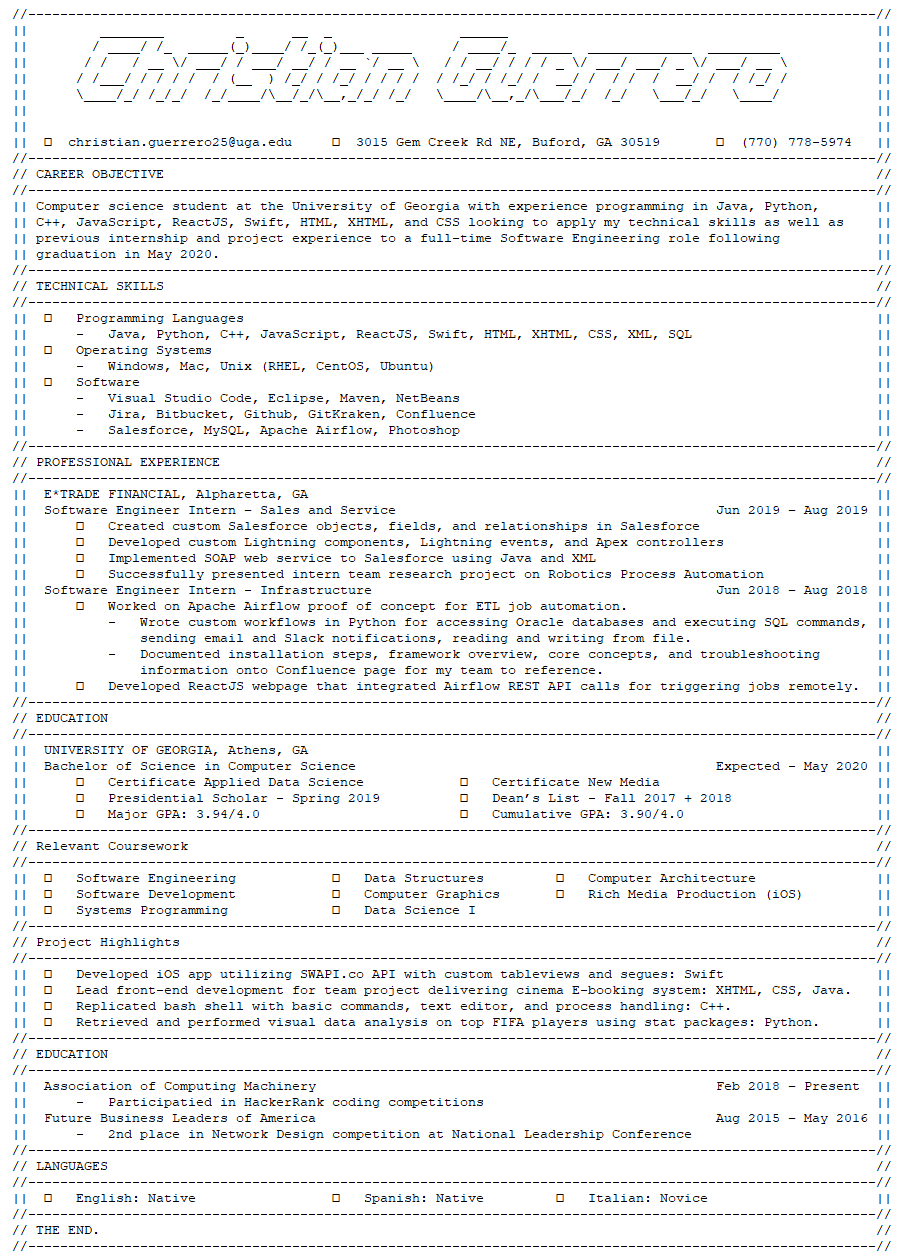 Christian Guerrero
christian.guerrero25@uga.edu 3015 Gem Creek Rd NE, Buford, GA 30519 (770) 778-5974
// CAREER OBJECTIVE //
|| Computer science student at the University of Georgia with experience programming in Java, Python, ||
|| C++, JavaScript, ReactJS, Swift, HTML, XHTML, and CSS looking to apply my technical skills as well as ||
|| previous internship and project experience to a full-time Software Engineering role following ||
|| graduation in May 2020. ||
// TECHNICAL SKILLS //
|| □ Programming Languages ||
|| - Java, Python, C++, JavaScript, ReactJS, Swift, HTML, XHTML, CSS, XML, SQL ||
|| □ Operating Systems ||
|| - Windows, Mac, Unix (RHEL, CentOS, Ubuntu) ||
|| □ Software ||
|| - Visual Studio Code, Eclipse, Maven, NetBeans ||
|| - Jira, Bitbucket, Github, GitKraken, Confluence ||
|| - Salesforce, MySQL, Apache Airflow, Photoshop ||
// PROFESSIONAL EXPERIENCE //
|| E*TRADE FINANCIAL, Alpharetta, GA ||
|| Software Engineer Intern – Sales and Service Jun 2019 – Aug 2019 ||
|| □ Created custom Salesforce objects, fields, and relationships in Salesforce ||
|| □ Developed custom Lightning components, Lightning events, and Apex controllers ||
|| □ Implemented SOAP web service to Salesforce using Java and XML ||
|| □ Successfully presented intern team research project on Robotics Process Automation ||
|| Software Engineer Intern – Infrastructure Jun 2018 – Aug 2018 ||
|| □ Worked on Apache Airflow proof of concept for ETL job automation. ||
|| - Wrote custom workflows in Python for accessing Oracle databases and executing SQL commands, ||
|| sending email and Slack notifications, reading and writing from file. ||
|| - Documented installation steps, framework overview, core concepts, and troubleshooting ||
|| information onto Confluence page for my team to reference. ||
|| □ Developed ReactJS webpage that integrated Airflow REST API calls for triggering jobs remotely. ||
// EDUCATION //
|| UNIVERSITY OF GEORGIA, Athens, GA ||
|| Bachelor of Science in Computer Science Expected – May 2020 ||
|| □ Certificate Applied Data Science □ Certificate New Media ||
|| □ Presidential Scholar – Spring 2019 □ Dean’s List – Fall 2017 + 2018 ||
|| □ Major GPA: 3.94/4.0 □ Cumulative GPA: 3.90/4.0 ||
// Relevant Coursework //
|| □ Software Engineering □ Data Structures □ Computer Architecture ||
|| □ Software Development □ Computer Graphics □ Rich Media Production (iOS) ||
|| □ Systems Programming □ Data Science I ||
// Project Highlights //
|| □ Developed iOS app utilizing SWAPI.co API with custom tableviews and segues: Swift ||
|| □ Lead front-end development for team project delivering cinema E-booking system: XHTML, CSS, Java. ||
|| □ Replicated bash shell with basic commands, text editor, and process handling: C++. ||
|| □ Retrieved and performed visual data analysis on top FIFA players using stat packages: Python. ||
// EDUCATION //
|| Association of Computing Machinery Feb 2018 – Present ||
|| - Participatied in HackerRank coding competitions ||
|| Future Business Leaders of America Aug 2015 – May 2016 ||
|| - 2nd place in Network Design competition at National Leadership Conference ||
// LANGUAGES //
|| □ English: Native □ Spanish: Native □ Italian: Novice ||
// THE END. //